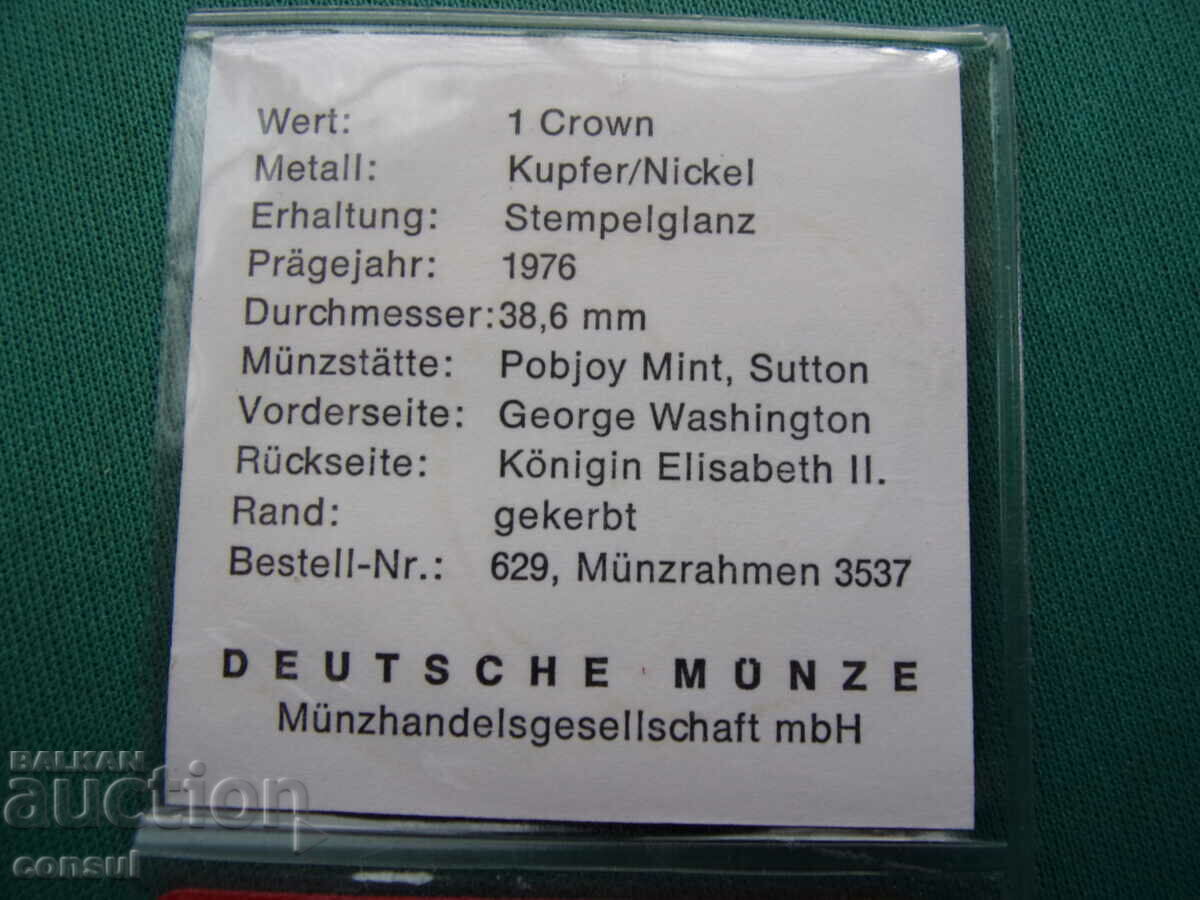 Wert: 1 Crown
Metall: Kupfer/Nickel
Erhaltung: Stempelglanz
Prägejahr: 1976
Durchmesser: 38,6 mm
Münzstätte: Pobjoy Mint, Sutton
Vorderseite: George Washington
Rückseite: Königin Elisabeth II.
Rand: gekerbt
Bestell-Nr.: 629, Münzrahmen 3537
DEUTSCHE MÜNZE
Münzhandelsgesellschaft mbH
BALKAN
auction
consul